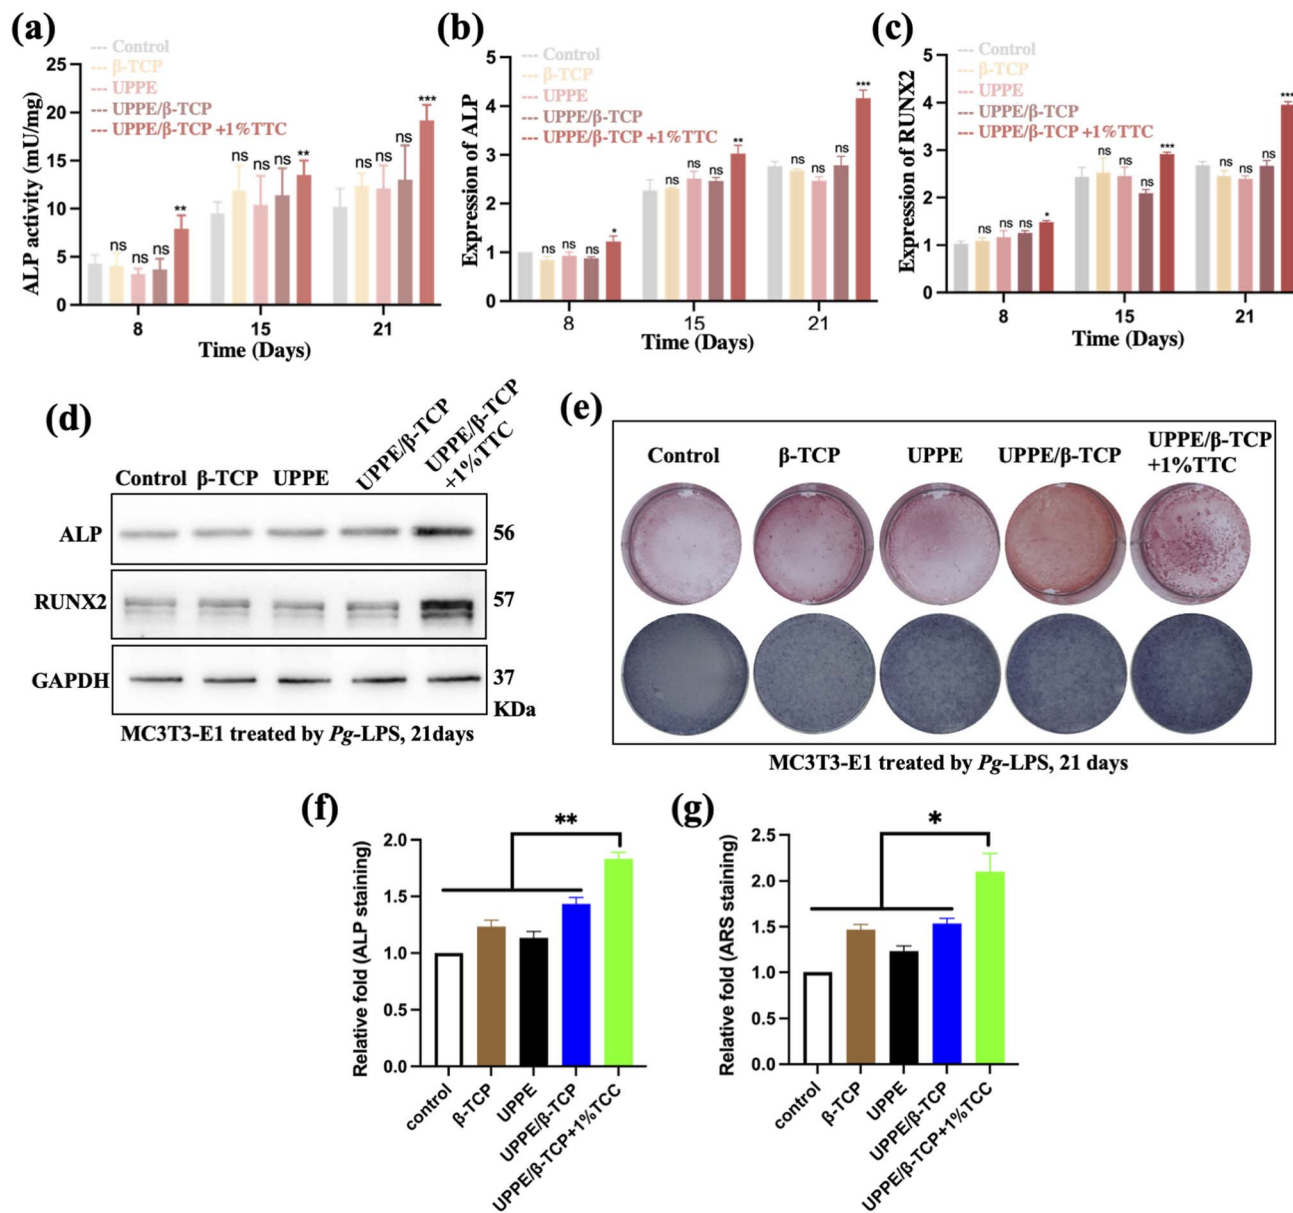 (a)
--- Control
--- β-TCP
--- UPPE
--- UPPE/β-TCP
--- UPPE/β-TCP +1%TTC
ALP activity (mU/mg)
25
20
15
10
5
0
ns
ns
ns
**
ns
ns
ns
**
ns
ns
ns
***
8
15
21
Time (Days)
(b)
--- Control
--- β-TCP
--- UPPE
--- UPPE/β-TCP
--- UPPE/β-TCP +1%TTC
Expression of ALP
5
4
3
2
1
0
ns
ns
ns
*
ns
ns
ns
**
ns
ns
ns
***
8
15
21
Time (Days)
(c)
--- Control
--- β-TCP
--- UPPE
--- UPPE/β-TCP
--- UPPE/β-TCP +1%TTC
Expression of RUNX2
5
4
3
2
1
0
ns
ns
ns
*
ns
ns
ns
***
ns
ns
ns
***
8
15
21
Time (Days)
(d)
Control
β-TCP
UPPE
UPPE/β-TCP
UPPE/β-TCP
+1%TTC
ALP
56
RUNX2
57
GAPDH
37
KDa
MC3T3-E1 treated by Pg-LPS, 21days
(e)
Control
β-TCP
UPPE
UPPE/β-TCP
UPPE/β-TCP
+1%TTC
MC3T3-E1 treated by Pg-LPS, 21 days
(f)
Relative fold (ALP staining)
2.0
1.5
1.0
0.5
0.0
**
control
β-TCP
UPPE
UPPE/β-TCP
UPPE/β-TCP+1%TCC
(g)
Relative fold (ARS staining)
2.5
2.0
1.5
1.0
0.5
0.0
*
control
β-TCP
UPPE
UPPE/β-TCP
UPPE/β-TCP+1%TCC